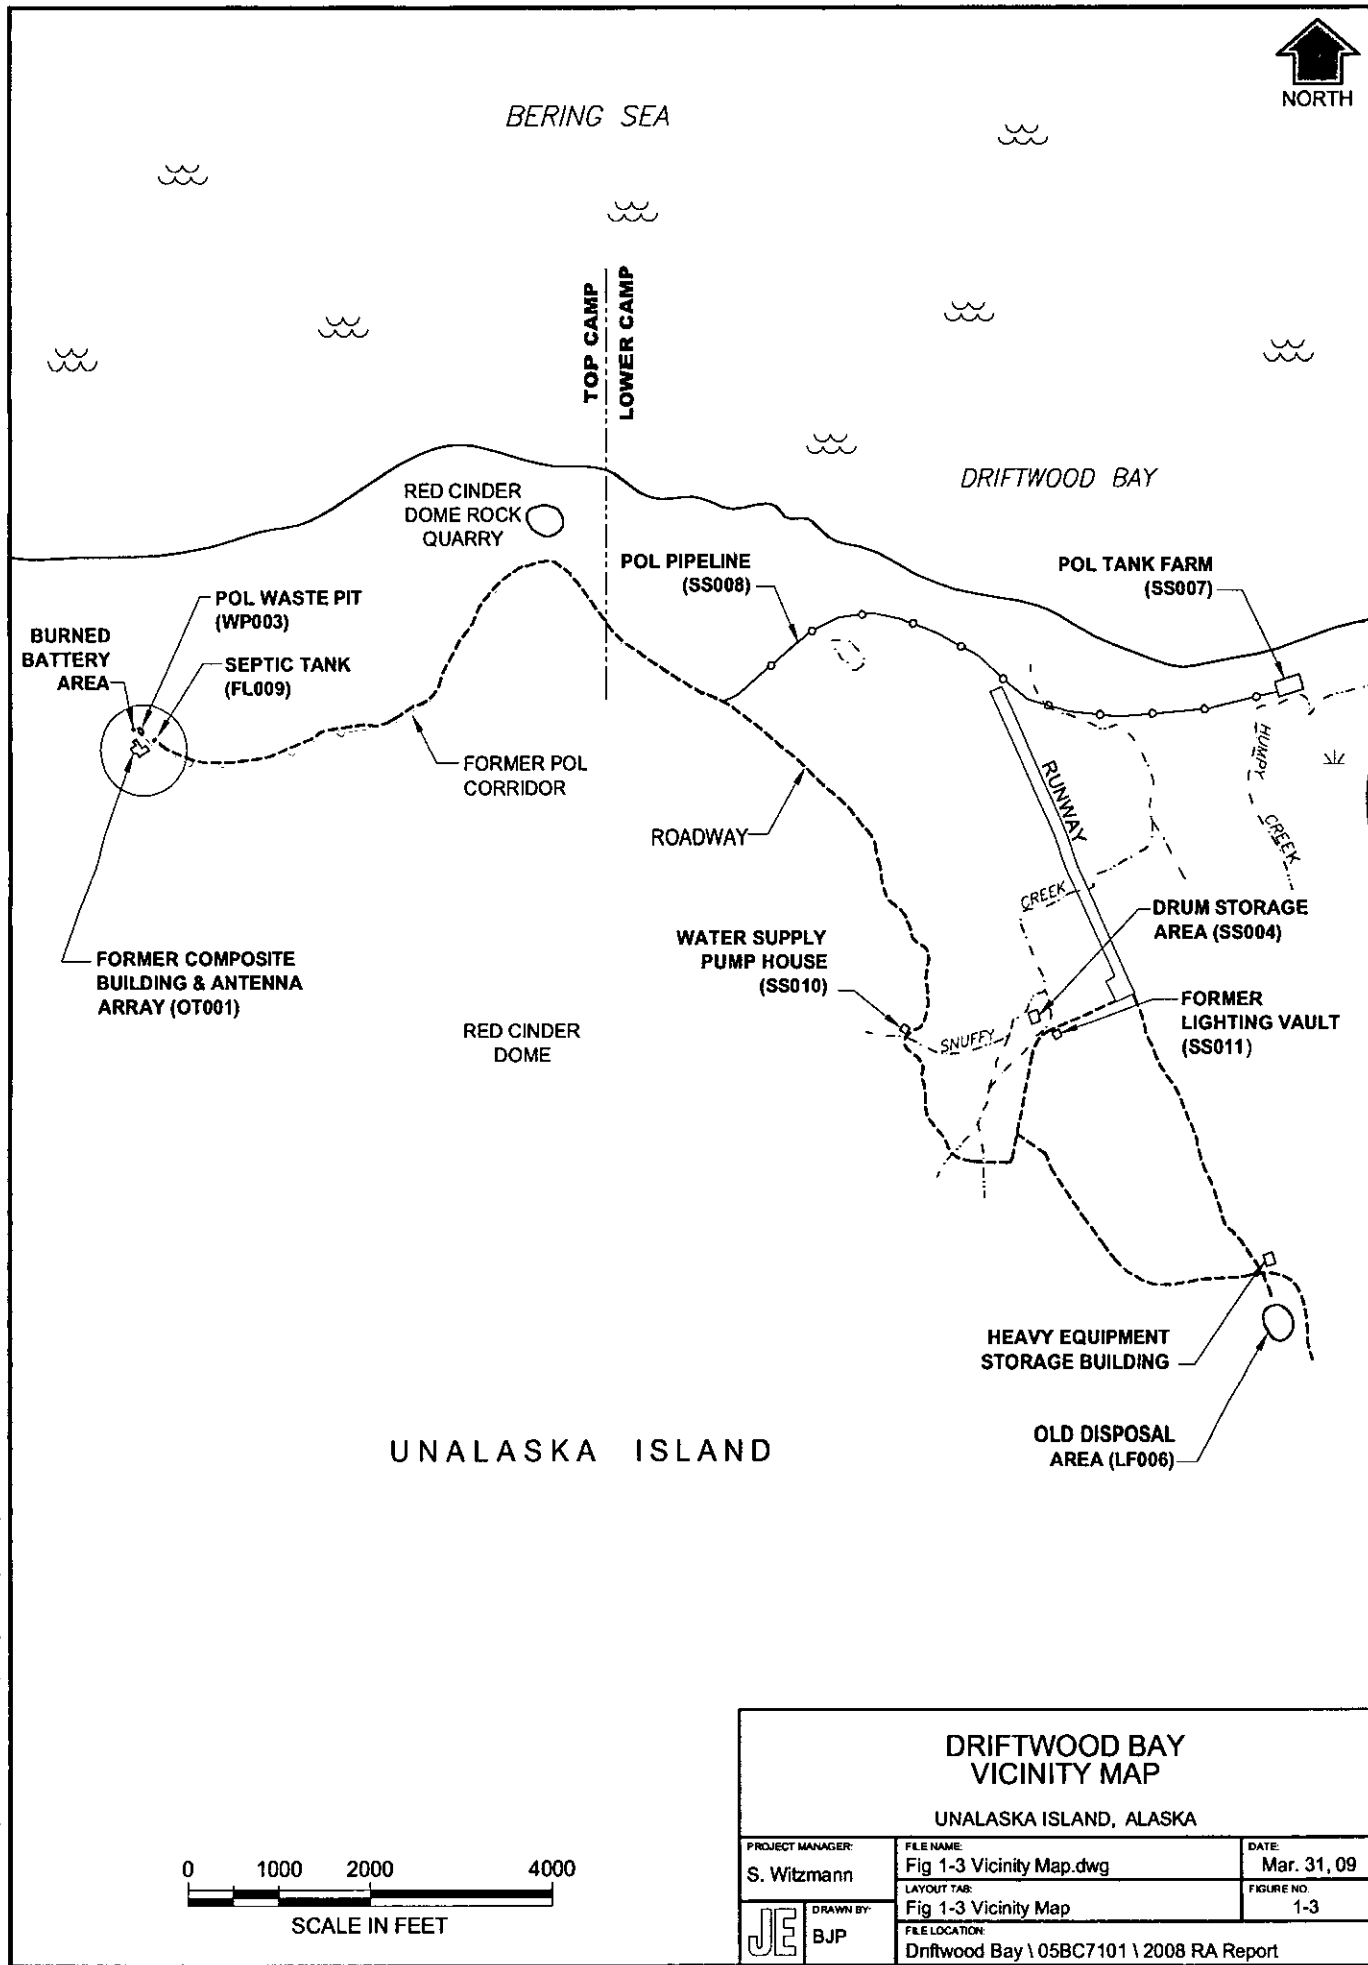 NORTH
BERING SEA
TOP CAMP
LOWER CAMP
DRIFTWOOD BAY
RED CINDER
DOME ROCK
QUARRY
POL PIPELINE
(SS008)
POL TANK FARM
(SS007)
POL WASTE PIT
(WP003)
BURNED
BATTERY
AREA
SEPTIC TANK
(FL009)
FORMER POL
CORRIDOR
ROADWAY
RUNWAY
HUMPY
CREEK
CREEK
DRUM STORAGE
AREA (SS004)
WATER SUPPLY
PUMP HOUSE
(SS010)
FORMER COMPOSITE
BUILDING & ANTENNA
ARRAY (OT001)
FORMER
LIGHTING VAULT
(SS011)
RED CINDER
DOME
SNUFFY
HEAVY EQUIPMENT
STORAGE BUILDING
OLD DISPOSAL
AREA (LF006)
UNALASKA ISLAND
DRIFTWOOD BAY
VICINITY MAP
UNALASKA ISLAND, ALASKA
PROJECT MANAGER:
S. Witzmann
FILE NAME:
Fig 1-3 Vicinity Map.dwg
DATE:
Mar. 31, 09
LAYOUT TAB:
Fig 1-3 Vicinity Map
FIGURE NO.
1-3
JE
DRAWN BY:
BJP
FILE LOCATION:
Driftwood Bay \ 05BC7101 \ 2008 RA Report
0 1000 2000 4000
SCALE IN FEET